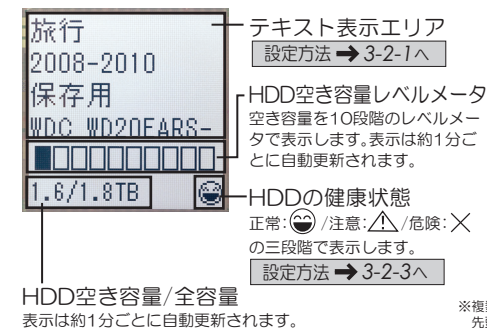 旅行
2008-2010
保存用
WDC WD20EARS-
1.6/1.8TB
テキスト表示エリア
設定方法 ➡ 3-2-1へ
HDD空き容量レベルメータ
空き容量を10段階のレベルメー
タで表示します。表示は約1分ご
とに自動更新されます。
HDDの健康状態
正常: /注意: /危険:
の三段階で表示します。
設定方法 ➡ 3-2-3へ
HDD空き容量/全容量
表示は約1分ごとに自動更新されます。